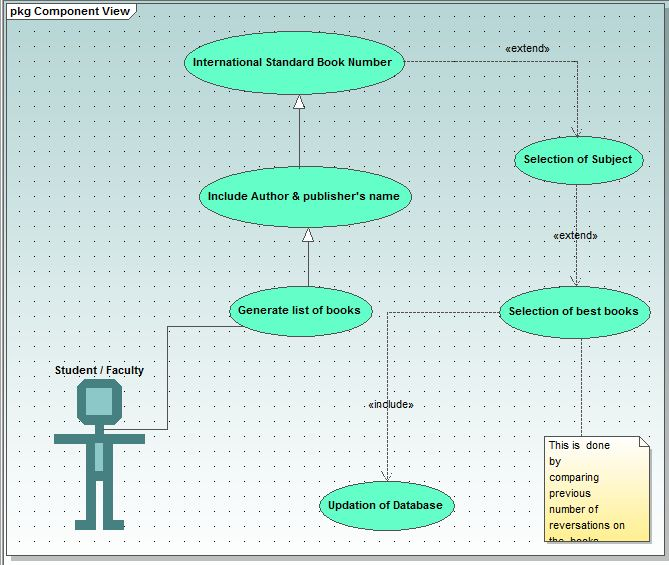 pkg Component View
International Standard Book Number
«extend»
Selection of Subject
Include Author & publisher's name
«extend»
Generate list of books
Selection of best books
Student / Faculty
«include»
This is done
by
comparing
previous
number of
reversations on
the books
Updation of Database